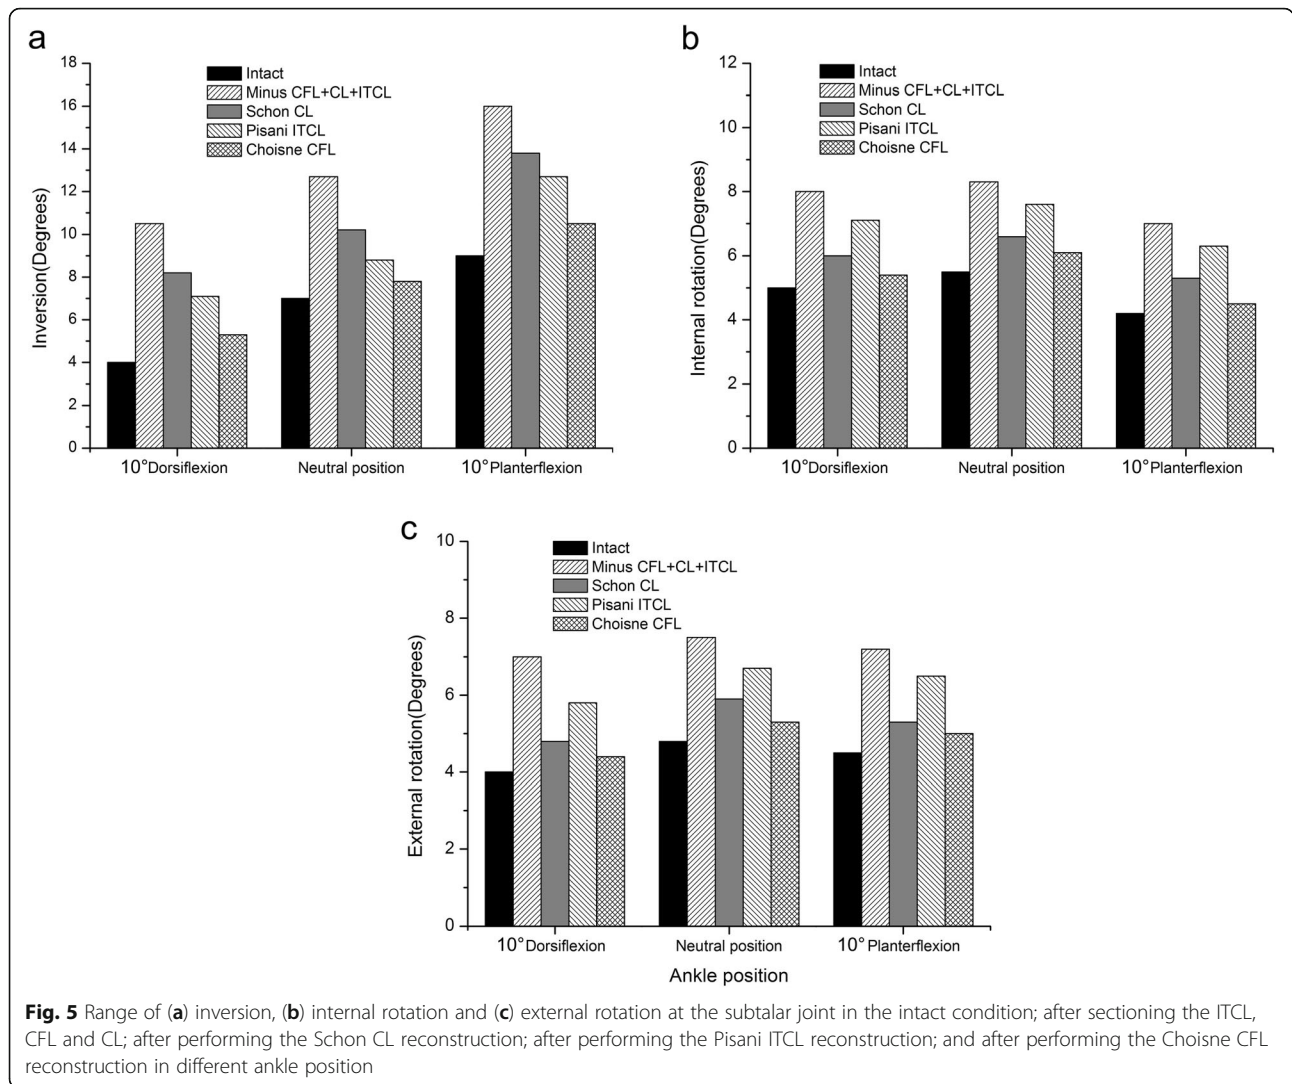 a
18
16
14
12
10
8
6
4
2
0
Inversion(Degrees)
Intact
Minus CFL+CL+ITCL
Schon CL
Pisani ITCL
Choisne CFL
10°Dorsiflexion
Neutral position
10°Planterflexion
b
12
10
8
6
4
2
0
Internal rotation(Degrees)
Intact
Minus CFL+CL+ITCL
Schon CL
Pisani ITCL
Choisne CFL
10°Dorsiflexion
Neutral position
10°Planterflexion
c
10
8
6
4
2
0
External rotation(Degrees)
Intact
Minus CFL+CL+ITCL
Schon CL
Pisani ITCL
Choisne CFL
10°Dorsiflexion
Neutral position
10°Planterflexion
Ankle position
Fig. 5 Range of (a) inversion, (b) internal rotation and (c) external rotation at the subtalar joint in the intact condition; after sectioning the ITCL,
CFL and CL; after performing the Schon CL reconstruction; after performing the Pisani ITCL reconstruction; and after performing the Choisne CFL
reconstruction in different ankle position